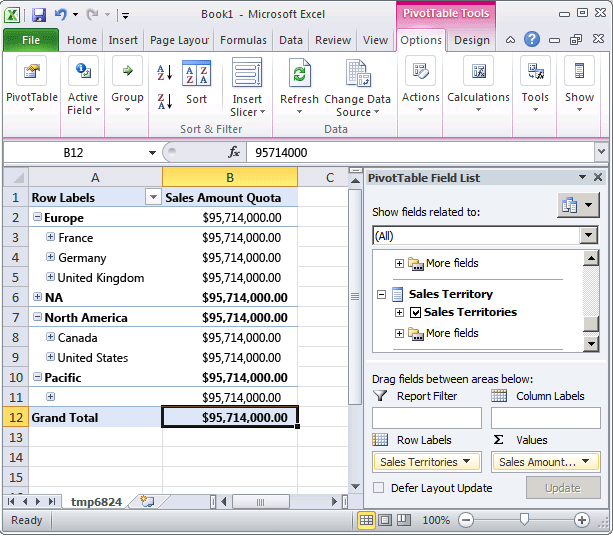 Book1 - Microsoft Excel
PivotTable Tools
File Home Insert Page Layout Formulas Data Review View Options Design
PivotTable
Active Field
Group
Sort
Insert Slicer
Refresh
Change Data Source
Actions
Calculations
Tools
Show
Sort & Filter
Data
B12 fx 95714000
A B C
1 Row Labels Sales Amount Quota
2 Europe $95,714,000.00
3 France $95,714,000.00
4 Germany $95,714,000.00
5 United Kingdom $95,714,000.00
6 NA $95,714,000.00
7 North America $95,714,000.00
8 Canada $95,714,000.00
9 United States $95,714,000.00
10 Pacific $95,714,000.00
11 $95,714,000.00
12 Grand Total $95,714,000.00
13
14
15
tmp6824
Ready
PivotTable Field List
Show fields related to:
(All)
More fields
Sales Territory
Sales Territories
More fields
Drag fields between areas below:
Report Filter
Column Labels
Row Labels
Σ Values
Sales Territories
Sales Amount...
Defer Layout Update
Update
100%